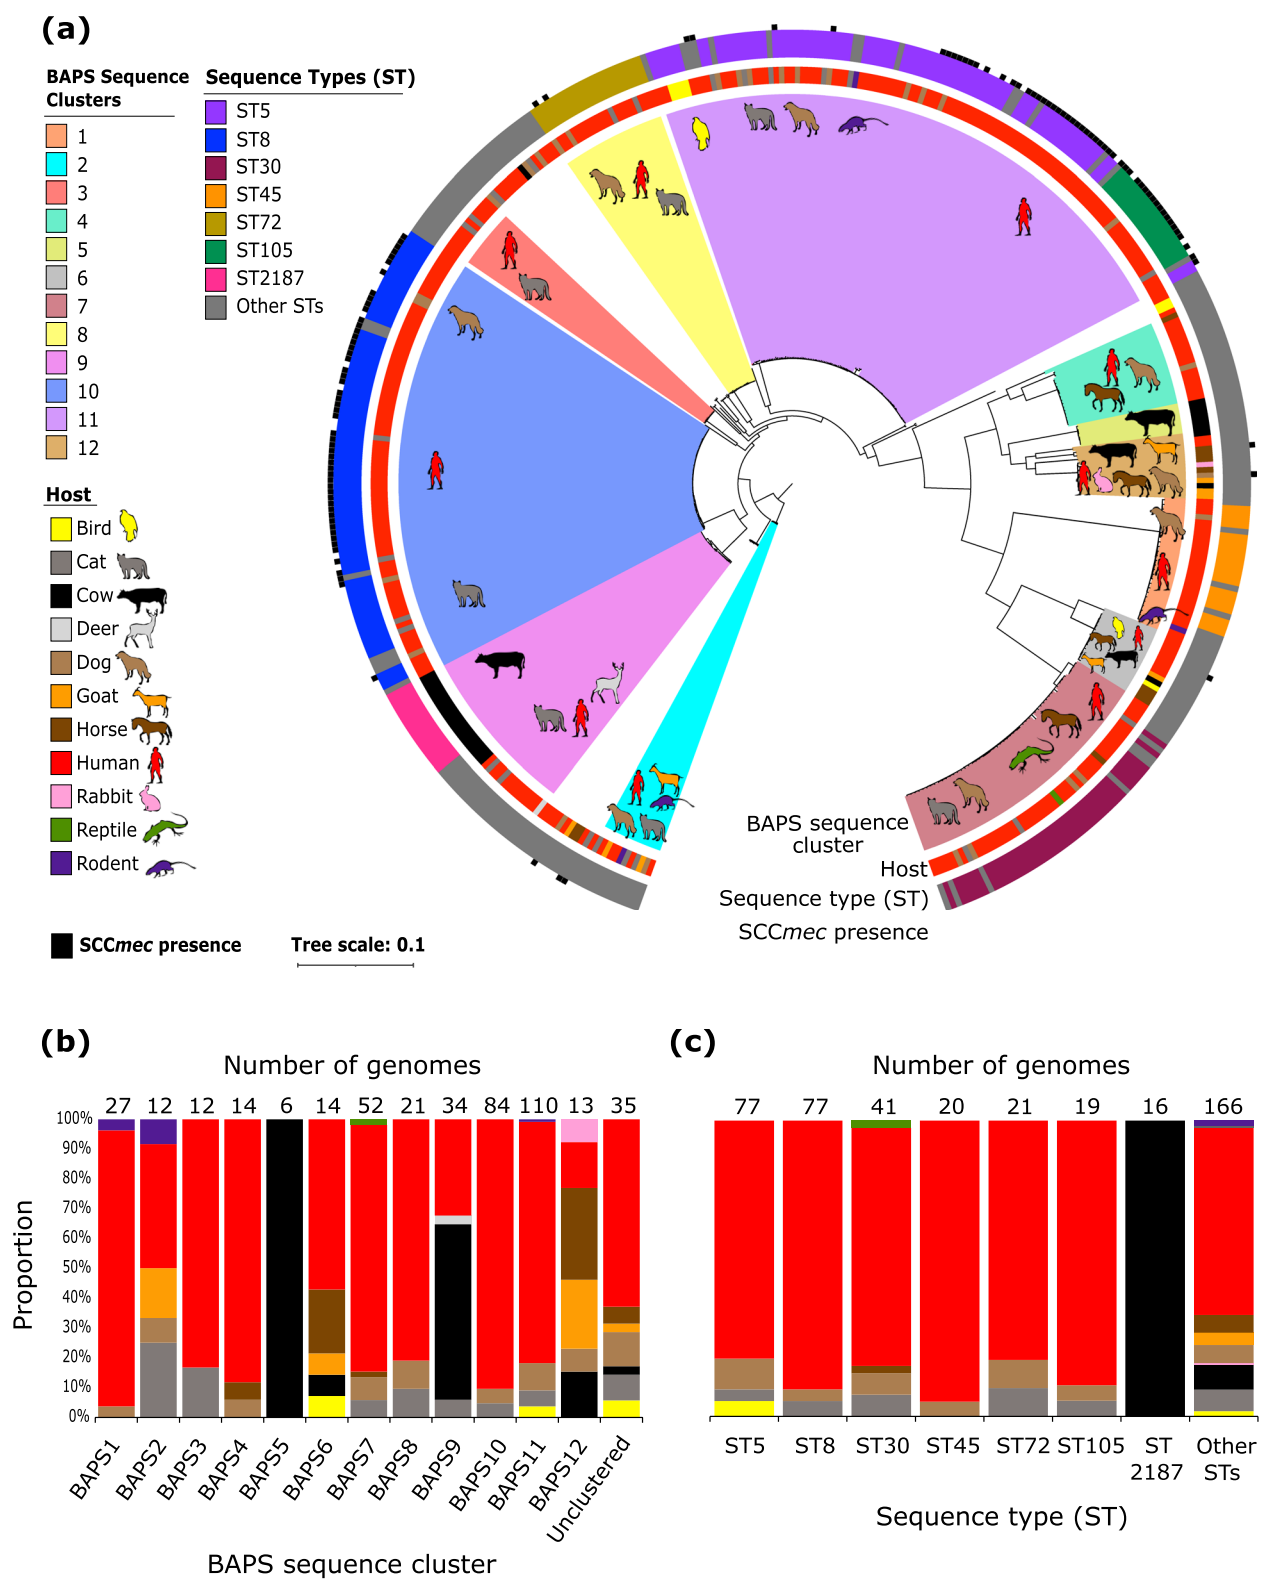 (a)
BAPS Sequence
Clusters
1
2
3
4
5
6
7
8
9
10
11
12
Sequence Types (ST)
ST5
ST8
ST30
ST45
ST72
ST105
ST2187
Other STs
Host
Bird
Cat
Cow
Deer
Dog
Goat
Horse
Human
Rabbit
Reptile
Rodent
SCCmec presence
Tree scale: 0.1
BAPS sequence
cluster
Host
Sequence type (ST)
SCCmec presence
(b)
Number of genomes
27 12 12 14 6 14 52 21 34 84 110 13 35
100%
90%
80%
70%
60%
50%
40%
30%
20%
10%
0%
Proportion
BAPS1
BAPS2
BAPS3
BAPS4
BAPS5
BAPS6
BAPS7
BAPS8
BAPS9
BAPS10
BAPS11
BAPS12
Unclustered
BAPS sequence cluster
(c)
Number of genomes
77 77 41 20 21 19 16 166
ST5 ST8 ST30 ST45 ST72 ST105 ST Other
2187 STs
Sequence type (ST)